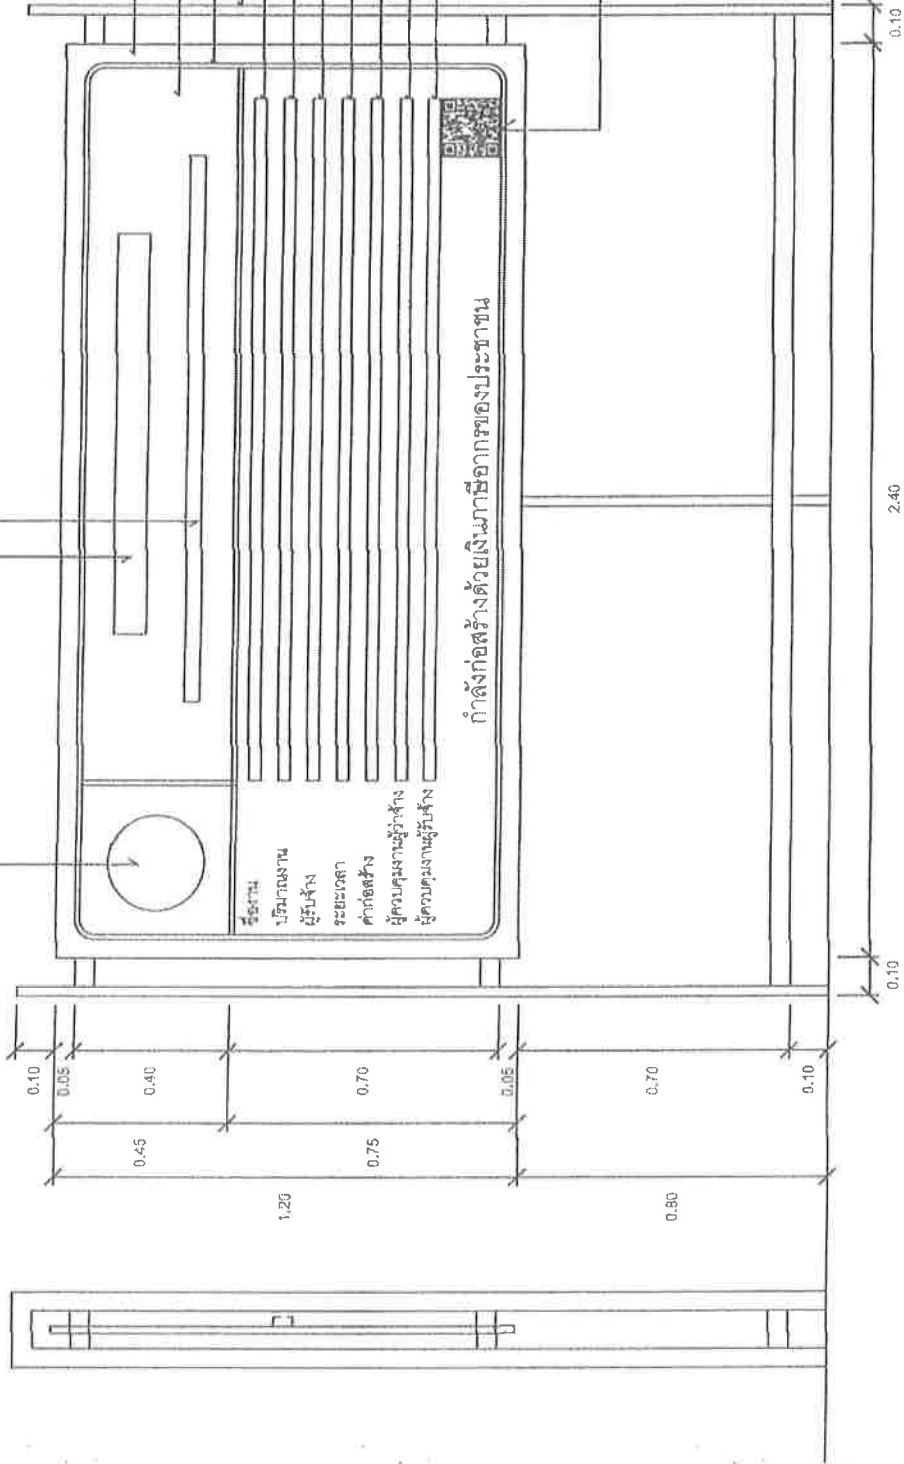 ชื่องาน
ปริมาณงาน
ผู้รับจ้าง
ระยะเวลา
ค่าก่อสร้าง
ผู้ควบคุมงานผู้ว่าจ้าง
ผู้ควบคุมงานผู้รับจ้าง
กำลังก่อสร้างด้วยเงินภาษีอากรของประชาชน
0.10
0.05
0.40
0.70
0.05
0.70
0.10
0.45
0.75
1.20
0.80
0.10
2.40
0.10